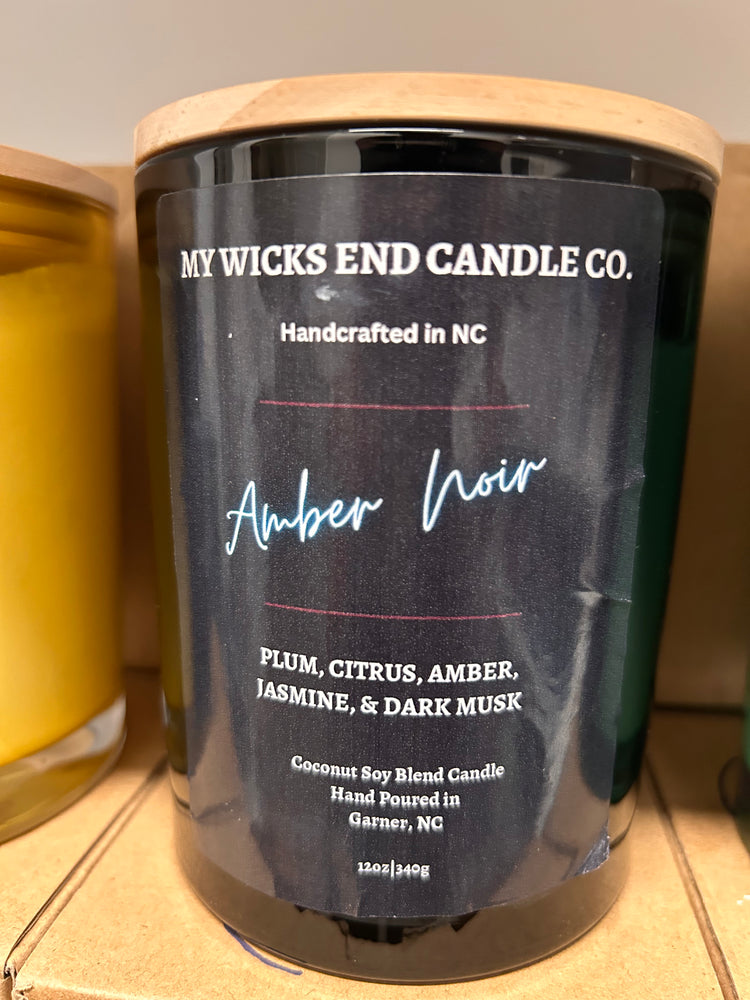 MY WICKS END CANDLE CO.
Handcrafted in NC
Amber Noir
PLUM, CITRUS, AMBER,
JASMINE, & DARK MUSK
Coconut Soy Blend Candle
Hand Poured in
Garner, NC
12oz|340g